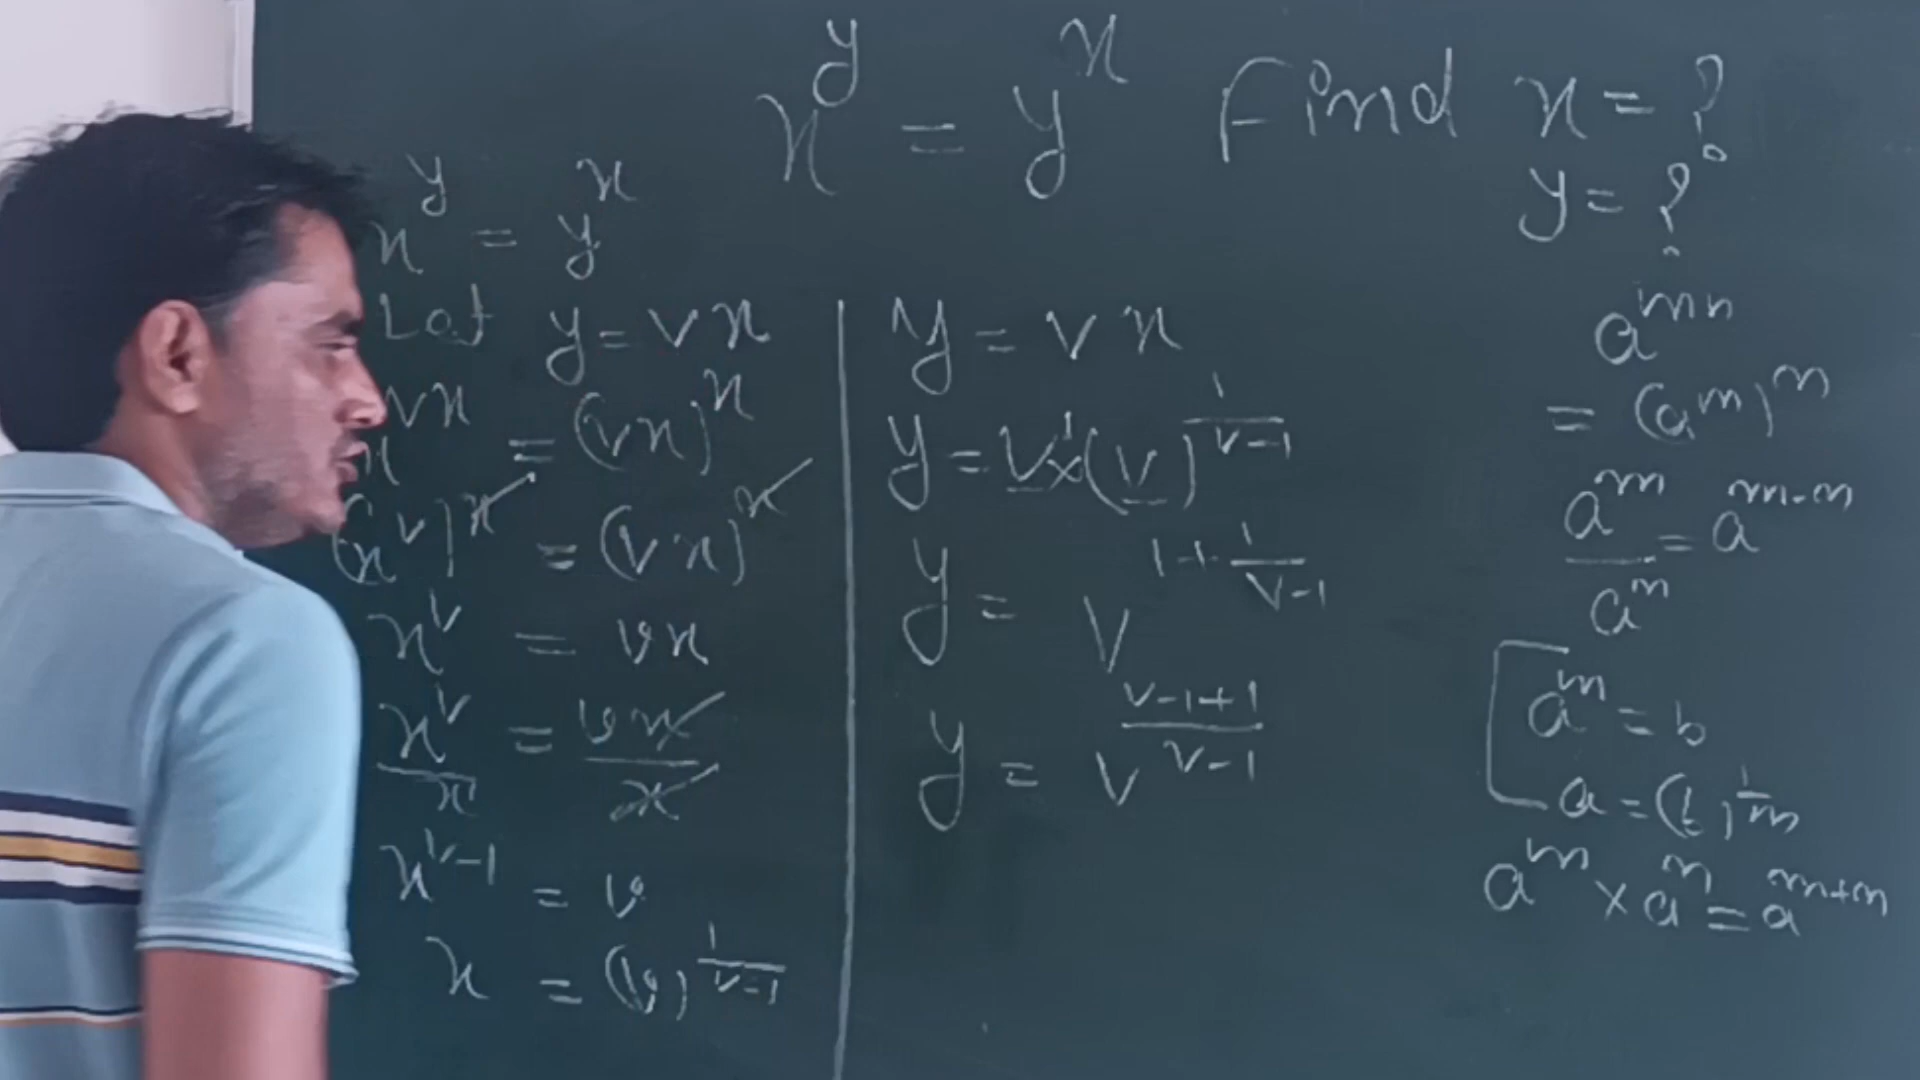 x^y = y^x Find x = ?
y = ?
x^y = y^x
Let y = vx
x^vx = (vx)^x
(x^v)^x = (vx)^x
x^v = vx
x^v/x = vx/x
x^v-1 = v
x = (v)^1/v-1
y = vx
y = v^1×(v)^1/v-1
y = v^1+1/v-1
y = v^v-1+1/v-1
a^mn
= (a^m)^n
a^m/a^n = a^m-n
a^m = b
a = (b)^1/m
a^m × a^n = a^m+n